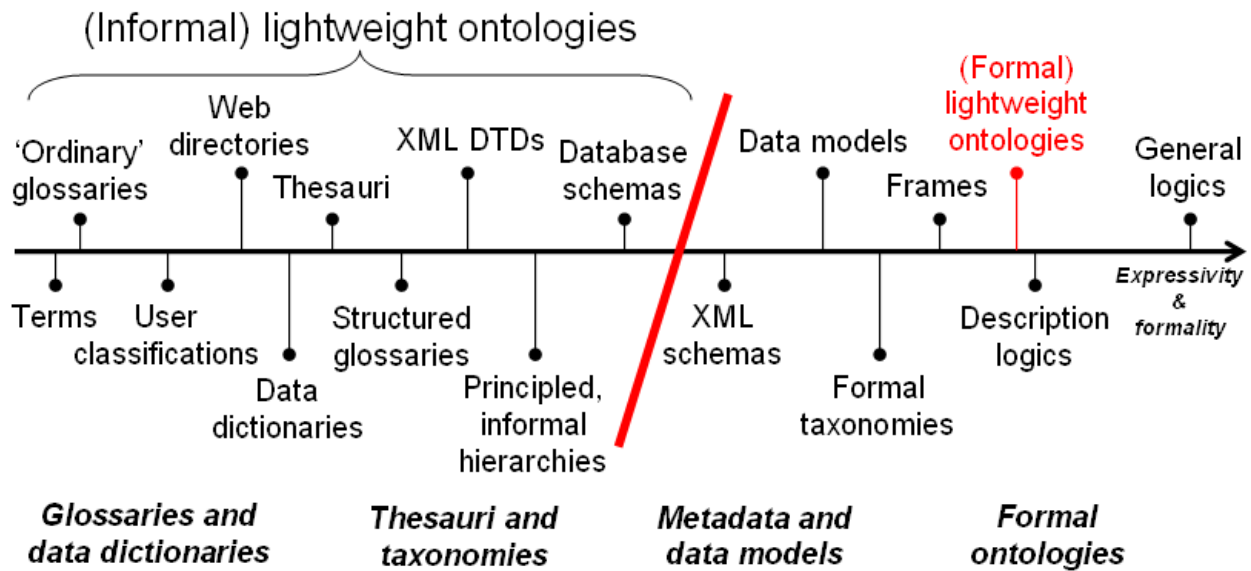 (Informal) lightweight ontologies
'Ordinary'
glossaries
Web
directories
Thesauri
XML DTDs
Database
schemas
Data models
Frames
(Formal)
lightweight
ontologies
General
logics
Terms
User
classifications
Data
dictionaries
Structured
glossaries
Principled,
informal
hierarchies
XML
schemas
Formal
taxonomies
Description
logics
Expressivity
&
formality
Glossaries and
data dictionaries
Thesauri and
taxonomies
Metadata and
data models
Formal
ontologies